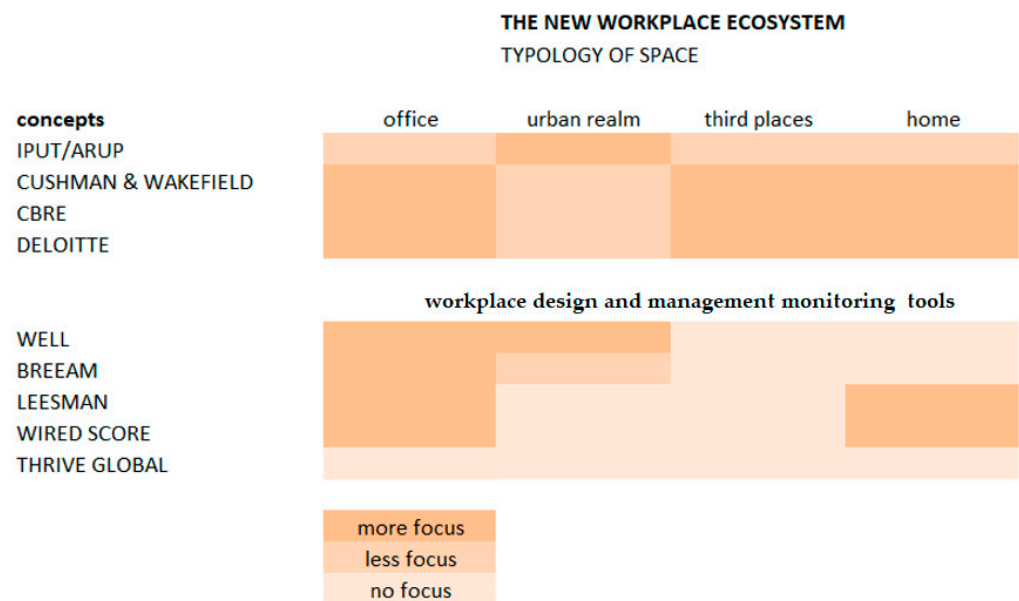 THE NEW WORKPLACE ECOSYSTEM
TYPOLOGY OF SPACE
concepts office urban realm third places home
IPUT/ARUP
CUSHMAN & WAKEFIELD
CBRE
DELOITTE
workplace design and management monitoring tools
WELL
BREEAM
LEESMAN
WIRED SCORE
THRIVE GLOBAL
more focus
less focus
no focus